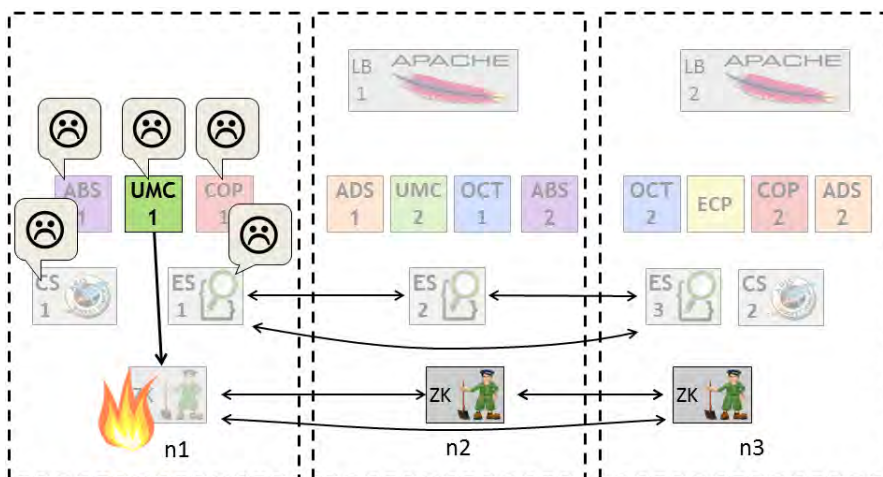 LB
1
APACHE
LB
2
APACHE
ABS
1
UMC
1
COP
1
ADS
1
UMC
2
OCT
1
ABS
2
OCT
2
ECP
COP
2
ADS
2
CS
1
ES
1
ES
2
ES
3
CS
2
ZK
ZK
ZK
n1
n2
n3